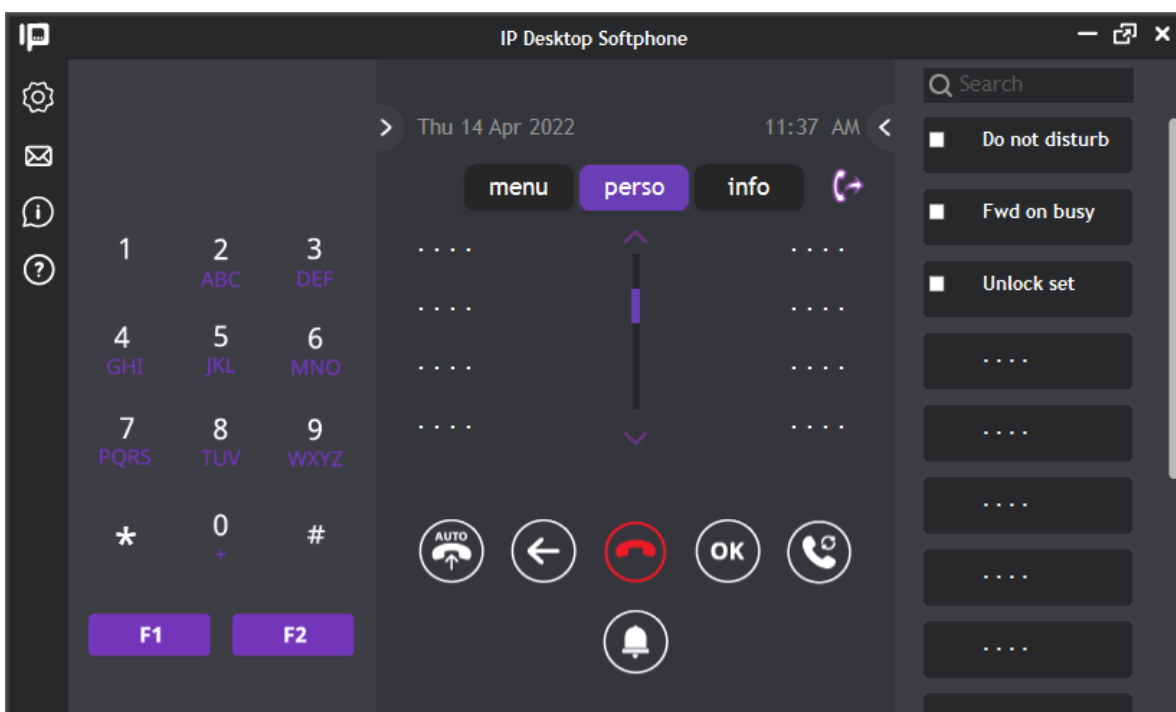 IP
IP Desktop Softphone
Search
Thu 14 Apr 2022
11:37 AM
menu
perso
info
Do not disturb
Fwd on busy
Unlock set
1
2
ABC
3
DEF
4
GHI
5
JKL
6
MNO
7
PQRS
8
TUV
9
WXYZ
*
0
+
#
F1
F2
. . . .
. . . .
. . . .
. . . .
. . . .
. . . .
. . . .
. . . .
AUTO
OK
. . . .
. . . .
. . . .
. . . .
. . . .